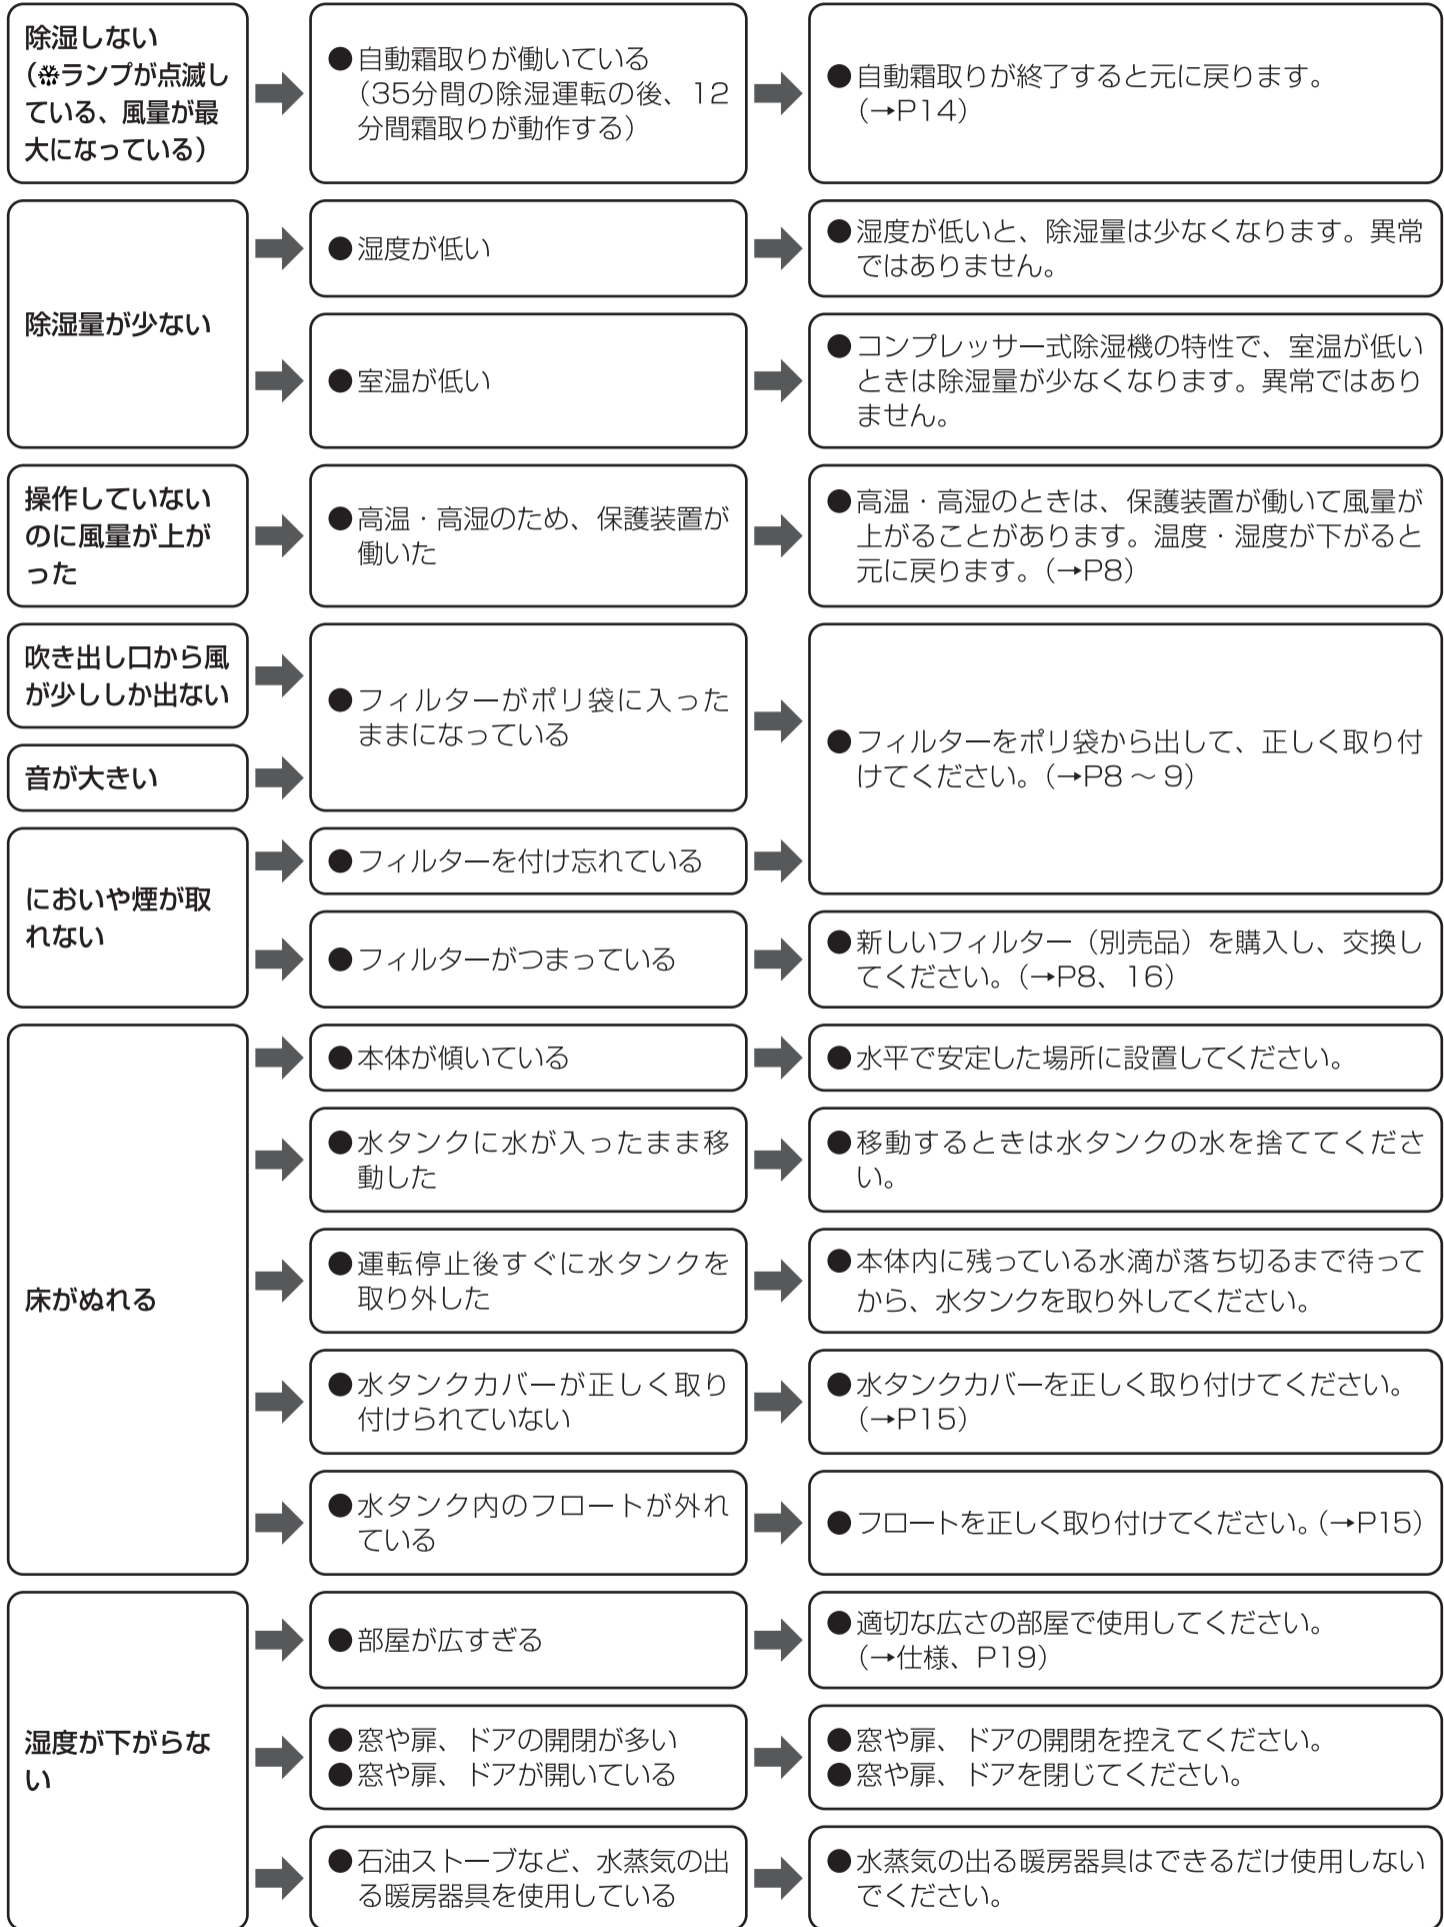 除湿しない
（ランプが点滅し
ている、風量が最
大になっている）
●自動霜取りが働いている
（35分間の除湿運転の後、12
分間霜取りが動作する）
●自動霜取りが終了すると元に戻ります。
（→P14）
除湿量が少ない
●湿度が低い
●湿度が低いと、除湿量は少なくなります。異常
ではありません。
●室温が低い
●コンプレッサー式除湿機の特性で、室温が低い
ときは除湿量が少なくなります。異常ではあり
ません。
操作していない
のに風量が上が
った
●高温・高湿のため、保護装置が
働いた
●高温・高湿のときは、保護装置が働いて風量が
上がることがあります。温度・湿度が下がると
元に戻ります。（→P8）
吹き出し口から風
が少ししか出ない
音が大きい
●フィルターがポリ袋に入った
ままになっている
●フィルターをポリ袋から出して、正しく取り付
けてください。（→P8 ～ 9）
においや煙が取
れない
●フィルターを付け忘れている
●フィルターがつまっている
●新しいフィルター（別売品）を購入し、交換し
てください。（→P8、16）
床がぬれる
●本体が傾いている
●水平で安定した場所に設置してください。
●水タンクに水が入ったまま移
動した
●移動するときは水タンクの水を捨ててくださ
い。
●運転停止後すぐに水タンクを
取り外した
●本体内に残っている水滴が落ち切るまで待って
から、水タンクを取り外してください。
●水タンクカバーが正しく取り
付けられていない
●水タンクカバーを正しく取り付けてください。
（→P15）
●水タンク内のフロートが外れ
ている
●フロートを正しく取り付けてください。（→P15）
湿度が下がらな
い
●部屋が広すぎる
●適切な広さの部屋で使用してください。
（→仕様、P19）
●窓や扉、ドアの開閉が多い
●窓や扉、ドアが開いている
●窓や扉、ドアの開閉を控えてください。
●窓や扉、ドアを閉じてください。
●石油ストーブなど、水蒸気の出
る暖房器具を使用している
●水蒸気の出る暖房器具はできるだけ使用しない
でください。